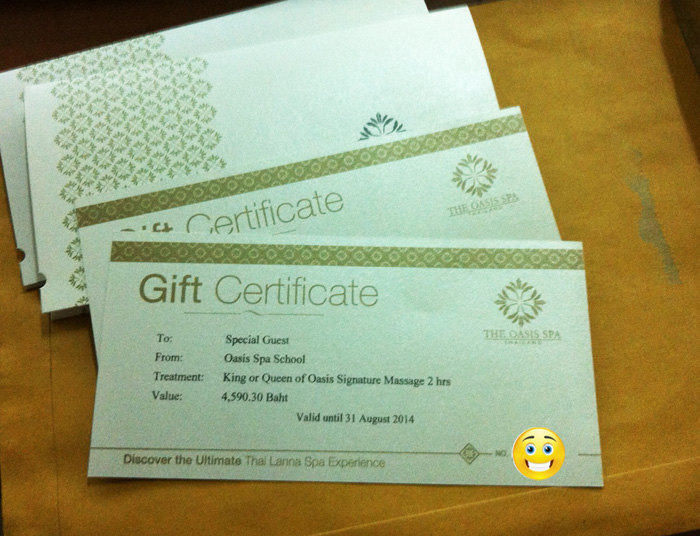 Gift Certificate
THE OASIS SPA
THAILAND
Gift Certificate
THE OASIS SPA
THAILAND
To: Special Guest
From: Oasis Spa School
Treatment: King or Queen of Oasis Signature Massage 2 hrs
Value: 4,590.30 Baht
Valid until 31 August 2014
Discover the Ultimate Thai Lanna Spa Experience
NO.